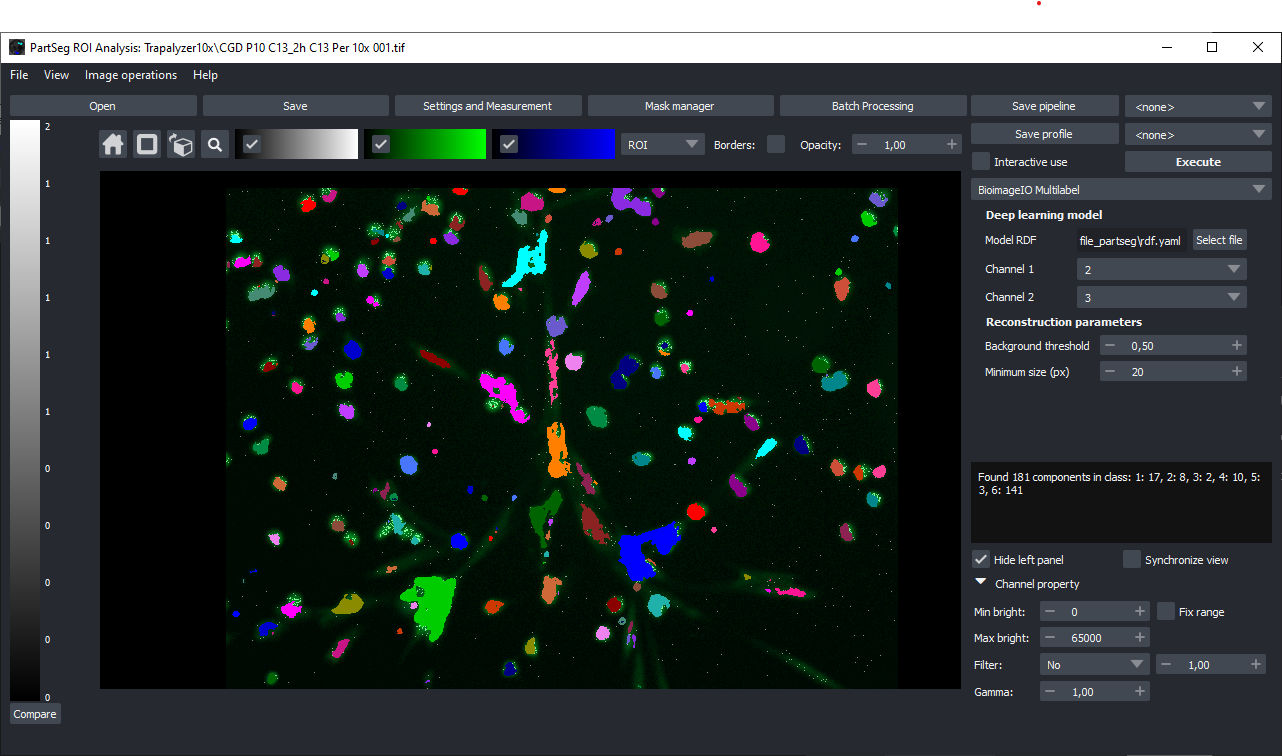 PartSeg ROI Analysis: Trapalyzer10x\CGD P10 C13_2h C13 Per 10x 001.tif
File View Image operations Help
Open Save Settings and Measurement Mask manager Batch Processing Save pipeline <none>
2 ROI Borders: Opacity: 1,00 Save profile <none>
Interactive use Execute
1 BioimageIO Multilabel
Deep learning model
1 Model RDF file_partseg\rdf.yaml Select file
Channel 1 2
1 Channel 2 3
Reconstruction parameters
1 Background threshold 0,50
Minimum size (px) 20
1
0 Found 181 components in class: 1: 17, 2: 8, 3: 2, 4: 10, 5:
3, 6: 141
0
Hide left panel Synchronize view
0 Channel property
Min bright: 0 Fix range
0 Max bright: 65000
Filter: No 1,00
0 Gamma: 1,00
Compare